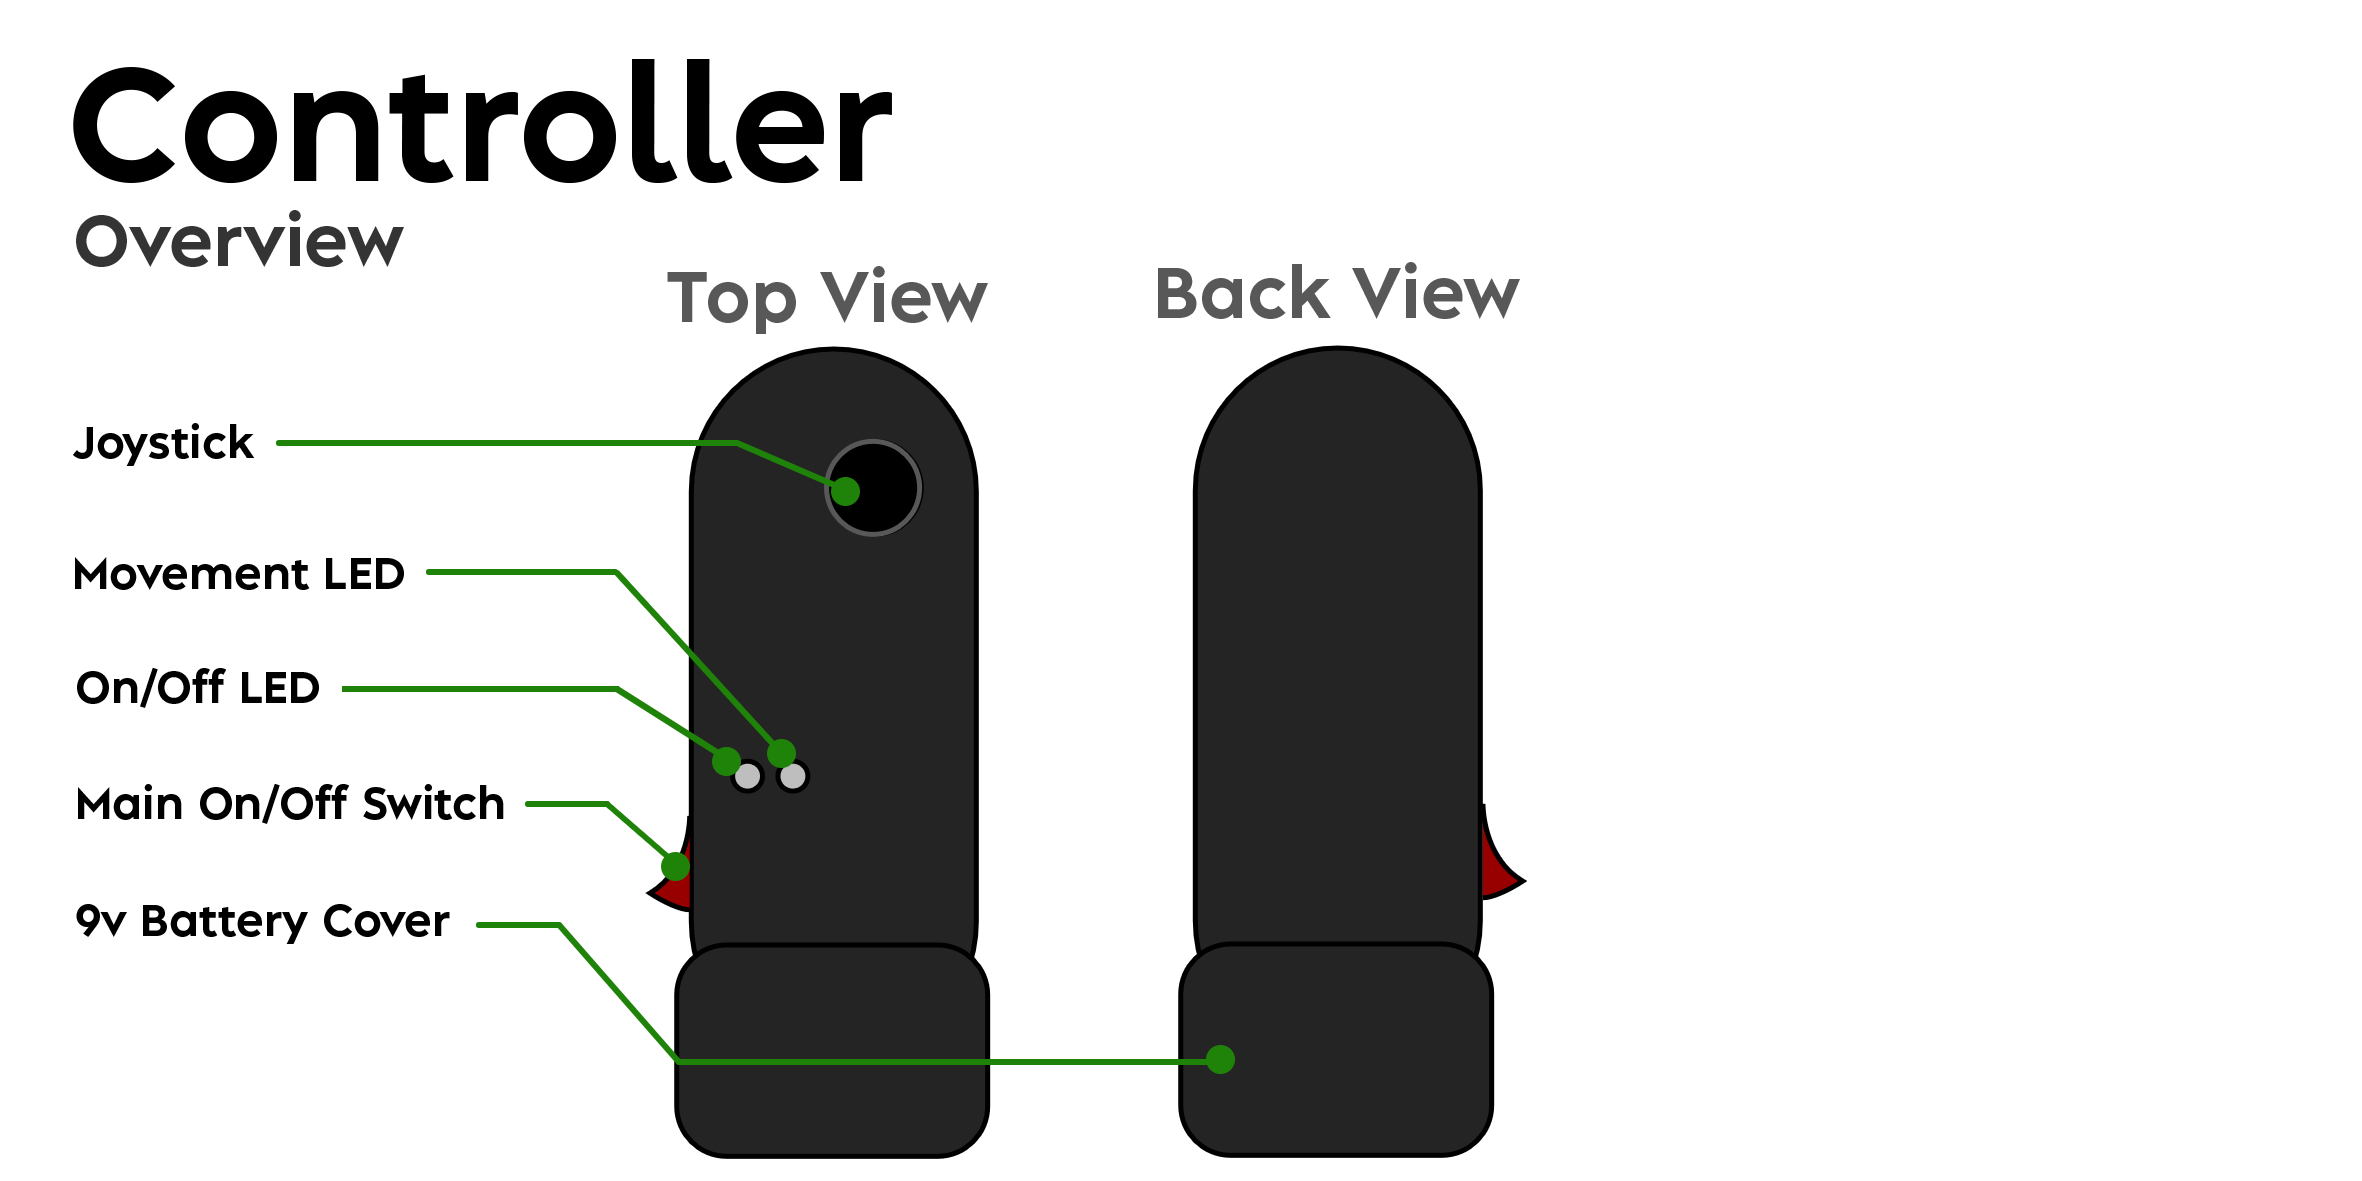 Controller
Overview
Top View
Back View
Joystick
Movement LED
On/Off LED
Main On/Off Switch
9v Battery Cover